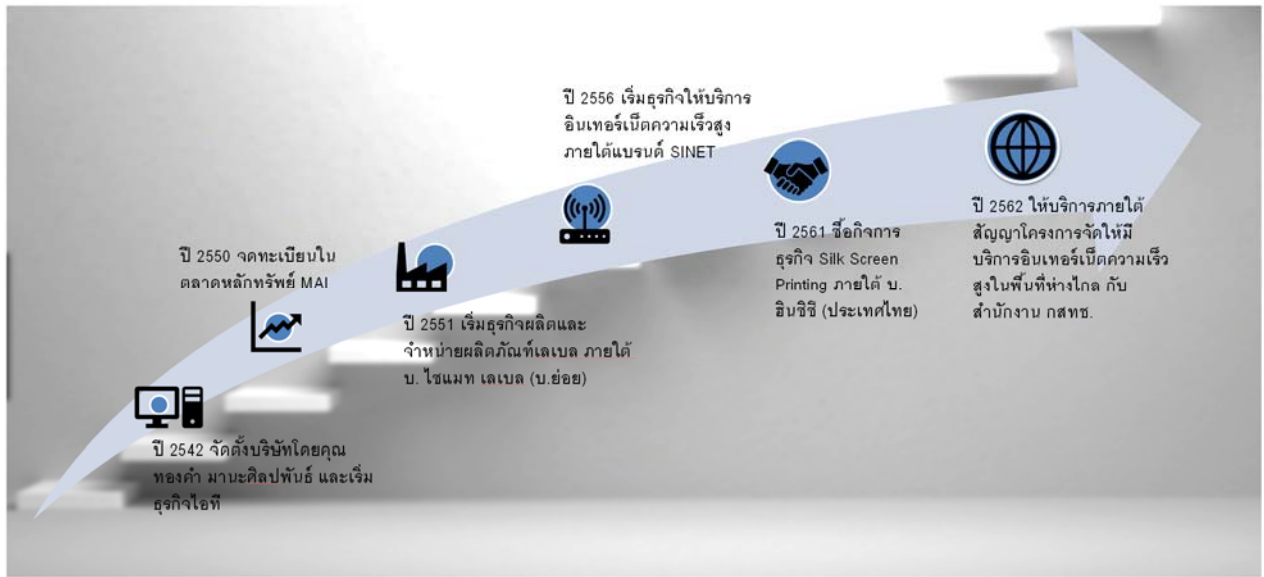 ปี 2542 จัดตั้งบริษัทโดยคุณ
ทองคำ มานะศิลปพันธ์ และเริ่ม
ธุรกิจไอที
ปี 2550 จดทะเบียนใน
ตลาดหลักทรัพย์ MAI
ปี 2551 เริ่มธุรกิจผลิตและ
จำหน่ายผลิตภัณฑ์เลเบล ภายใต้
บ. ไซแมท เลเบล (บ.ย่อย)
ปี 2556 เริ่มธุรกิจให้บริการ
อินเทอร์เน็ตความเร็วสูง
ภายใต้แบรนด์ SINET
ปี 2561 ซื้อกิจการ
ธุรกิจ Silk Screen
Printing ภายใต้ บ.
ฮินซิซึ (ประเทศไทย)
ปี 2562 ให้บริการภายใต้
สัญญาโครงการจัดให้มี
บริการอินเทอร์เน็ตความเร็ว
สูงในพื้นที่ห่างไกล กับ
สำนักงาน กสทช.